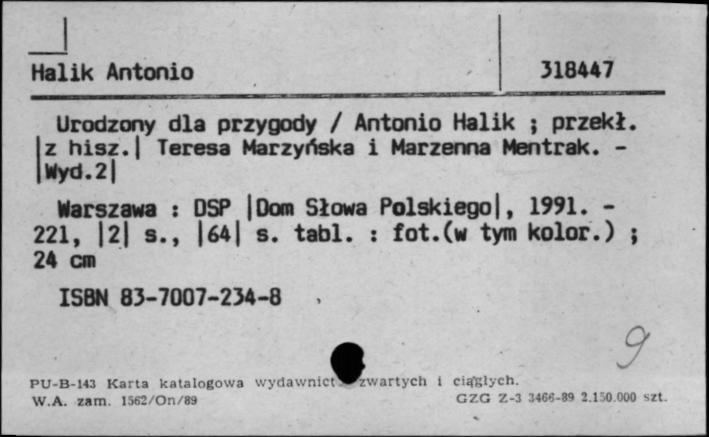 Halik Antonio 318447
Urodzony dla przygody / Antonio Halik ; przekł.
|z hisz.| Teresa Marzyńska i Marzenna Mentrak. -
|Wyd.2|
Warszawa : DSP |Dom Słowa Polskiego|, 1991. -
221, |2| s., |64| s. tabl. : fot.(w tym kolor.) ;
24 cm
ISBN 83-7007-234-8
9
PU-B-143 Karta katalogowa wydawnict zwartych i ciągłych.
W.A. zam. 1562/On/89 GZG Z-3 3466-89 2.150.000 szt.